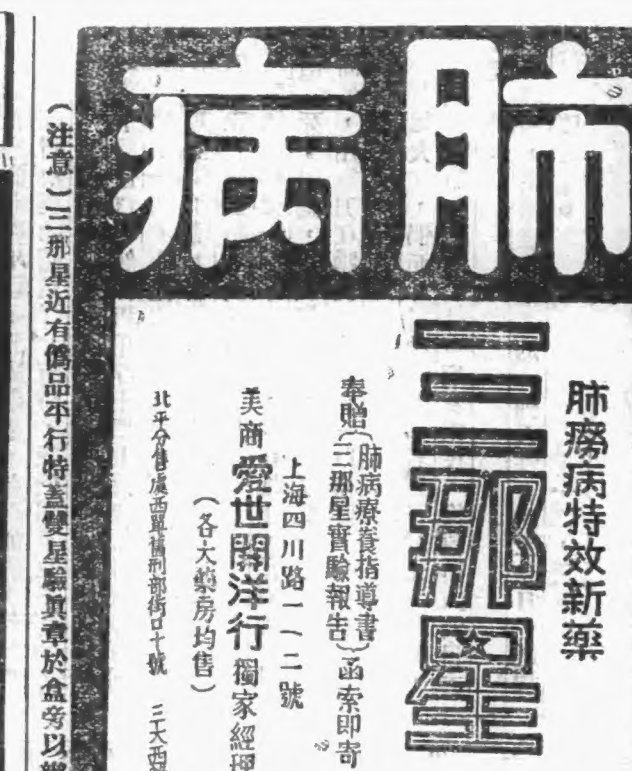 肺病
肺癆病特效新藥
三那星
奉贈{肺病療養指導書 三那星實驗報告}函索即寄
上海四川路一一二號
美商愛世開洋行獨家經理
(各大藥房均售)
北平分售處西單舊刑部街口十號 三大西
(注意)三那星近有僞品平行特蓋雙星驗眞章於盒旁以